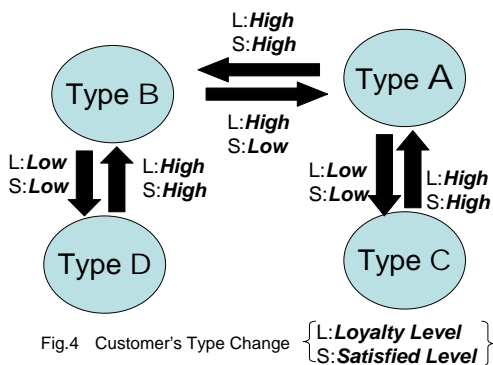 L:High
S:High
Type B
Type A
L:High
S:Low
L:Low
S:Low
L:High
S:High
L:Low
S:Low
L:High
S:High
Type D
Type C
Fig.4 Customer's Type Change
L:Loyalty Level
S:Satisfied Level